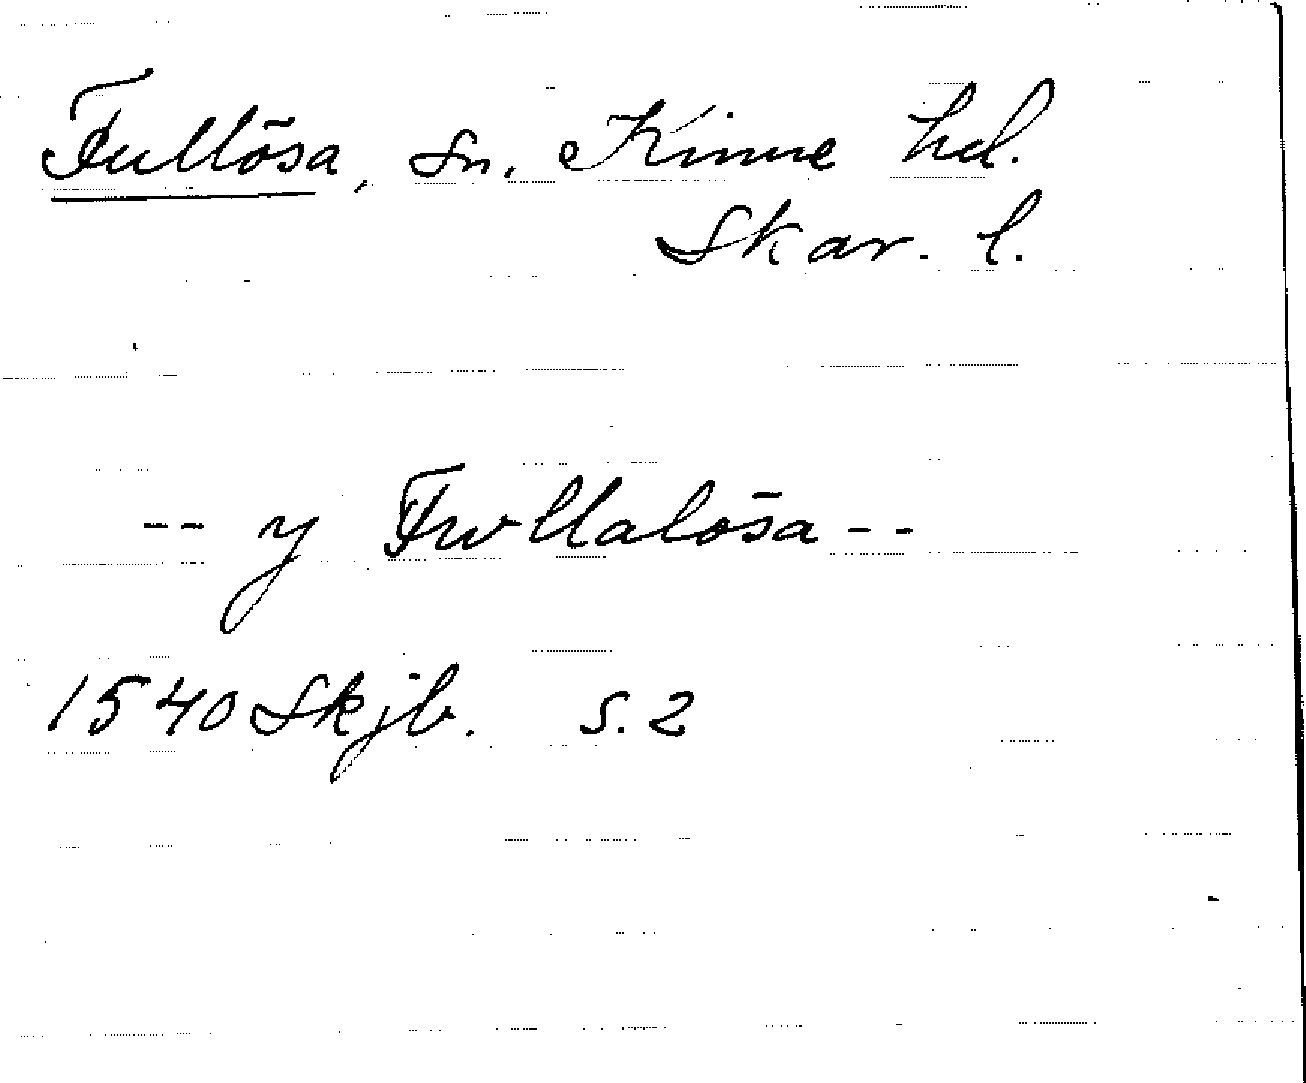 Fullösa, sn. Kinne hd.
Skar. l.
-- y Fwllalösa --
1540 Skjb. s. 2